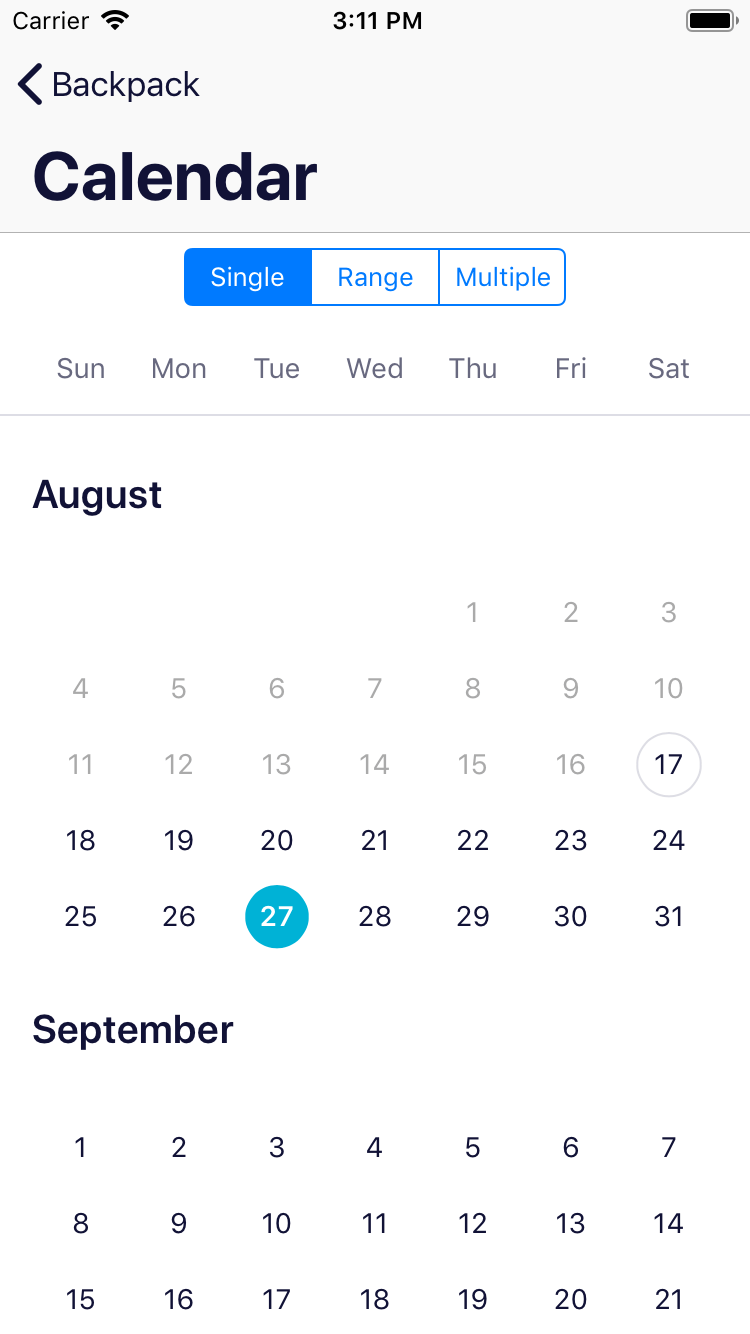 Carrier 3:11 PM
Backpack
Calendar
Single Range Multiple
Sun Mon Tue Wed Thu Fri Sat
August
1 2 3
4 5 6 7 8 9 10
11 12 13 14 15 16 17
18 19 20 21 22 23 24
25 26 27 28 29 30 31
September
1 2 3 4 5 6 7
8 9 10 11 12 13 14
15 16 17 18 19 20 21